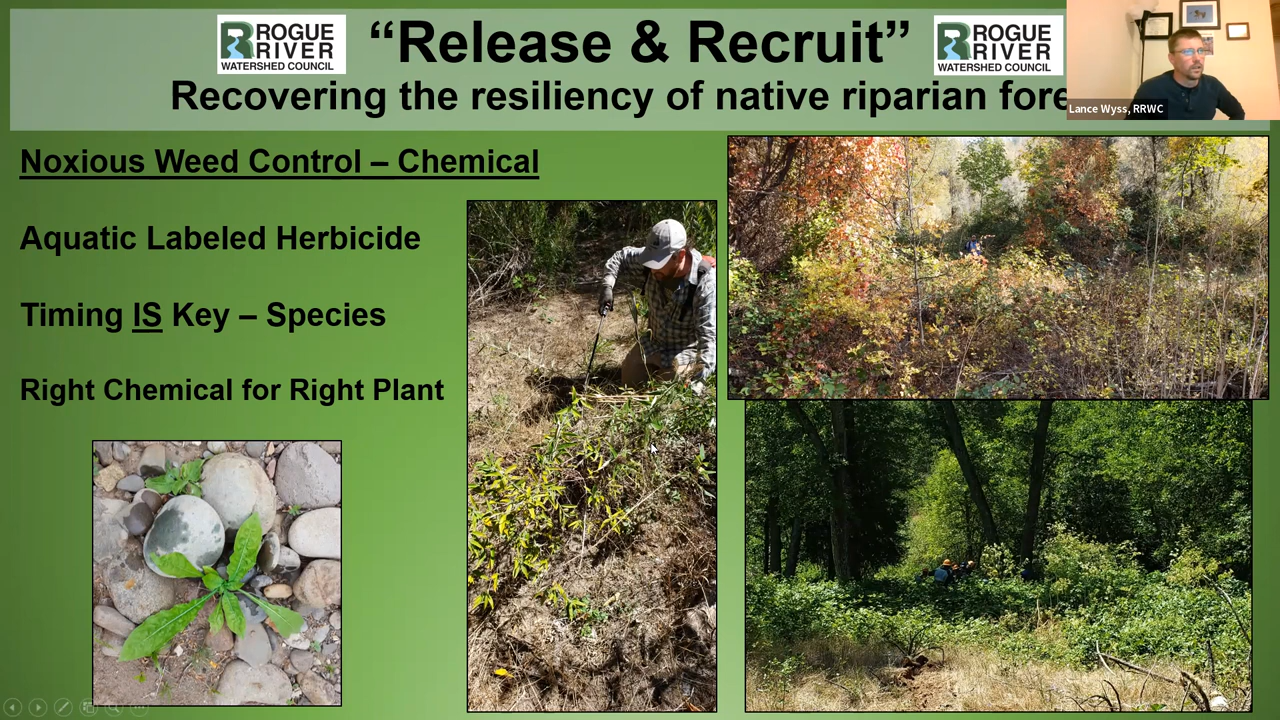 ROGUE
RIVER
WATERSHED COUNCIL
“Release & Recruit”
ROGUE
RIVER
WATERSHED COUNCIL
Recovering the resiliency of native riparian fore
Lance Wyss, RRWC
Noxious Weed Control – Chemical
Aquatic Labeled Herbicide
Timing IS Key – Species
Right Chemical for Right Plant